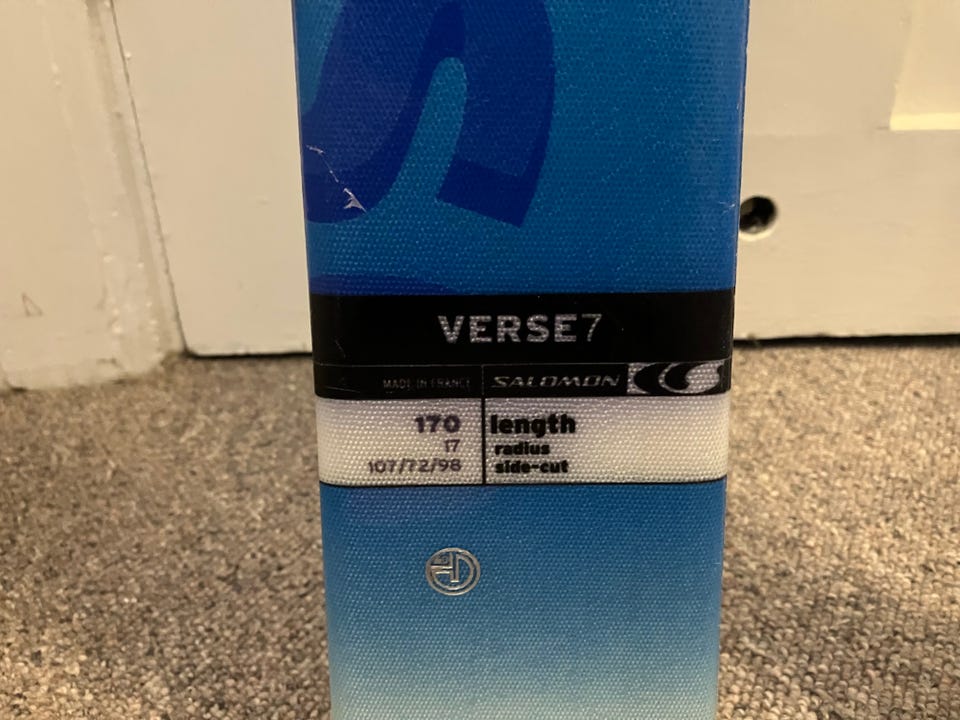 VERSE7
MADE IN FRANCE SALOMON
170 length
17 radius
107/72/98 side-cut